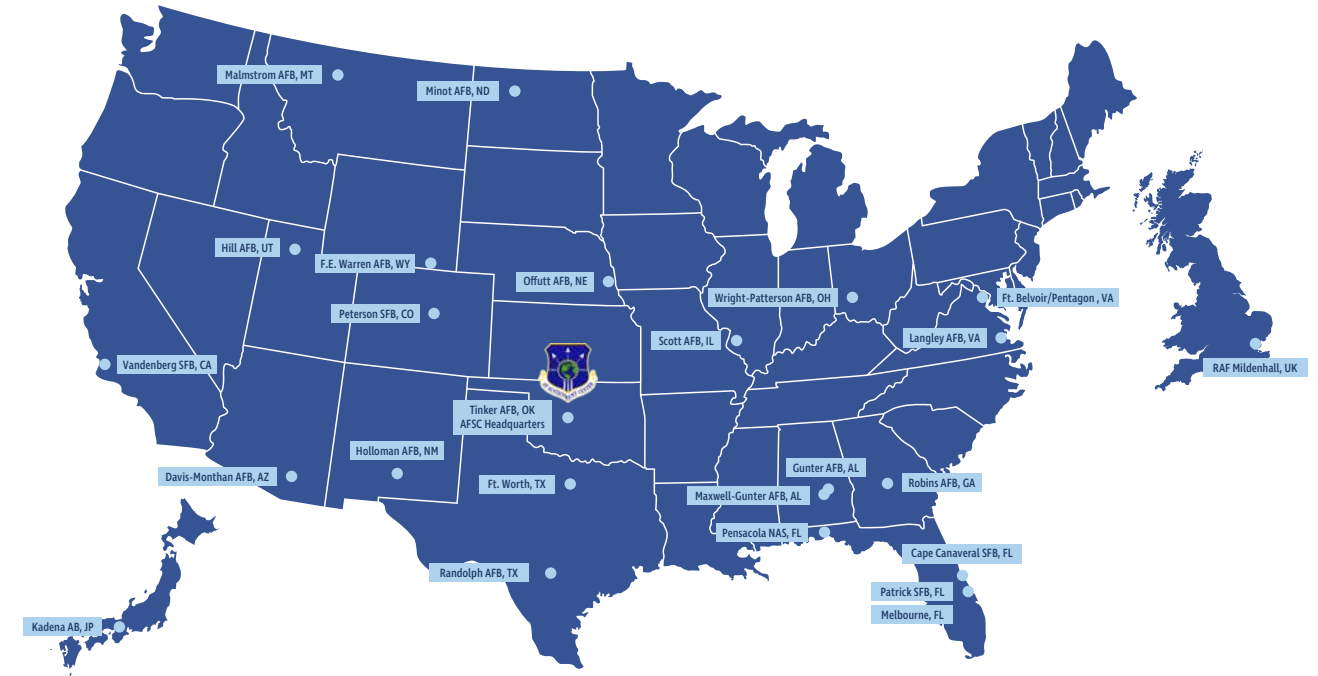 Malmstrom AFB, MT
Minot AFB, ND
Hill AFB, UT
F.E. Warren AFB, WY
Offutt AFB, NE
Wright-Patterson AFB, OH
Ft. Belvoir/Pentagon , VA
Peterson SFB, CO
Scott AFB, IL
Langley AFB, VA
Vandenberg SFB, CA
RAF Mildenhall, UK
Tinker AFB, OK
AFSC Headquarters
Holloman AFB, NM
Gunter AFB, AL
Davis-Monthan AFB, AZ
Ft. Worth, TX
Maxwell-Gunter AFB, AL
Robins AFB, GA
Pensacola NAS, FL
Cape Canaveral SFB, FL
Randolph AFB, TX
Patrick SFB, FL
Melbourne, FL
Kadena AB, JP